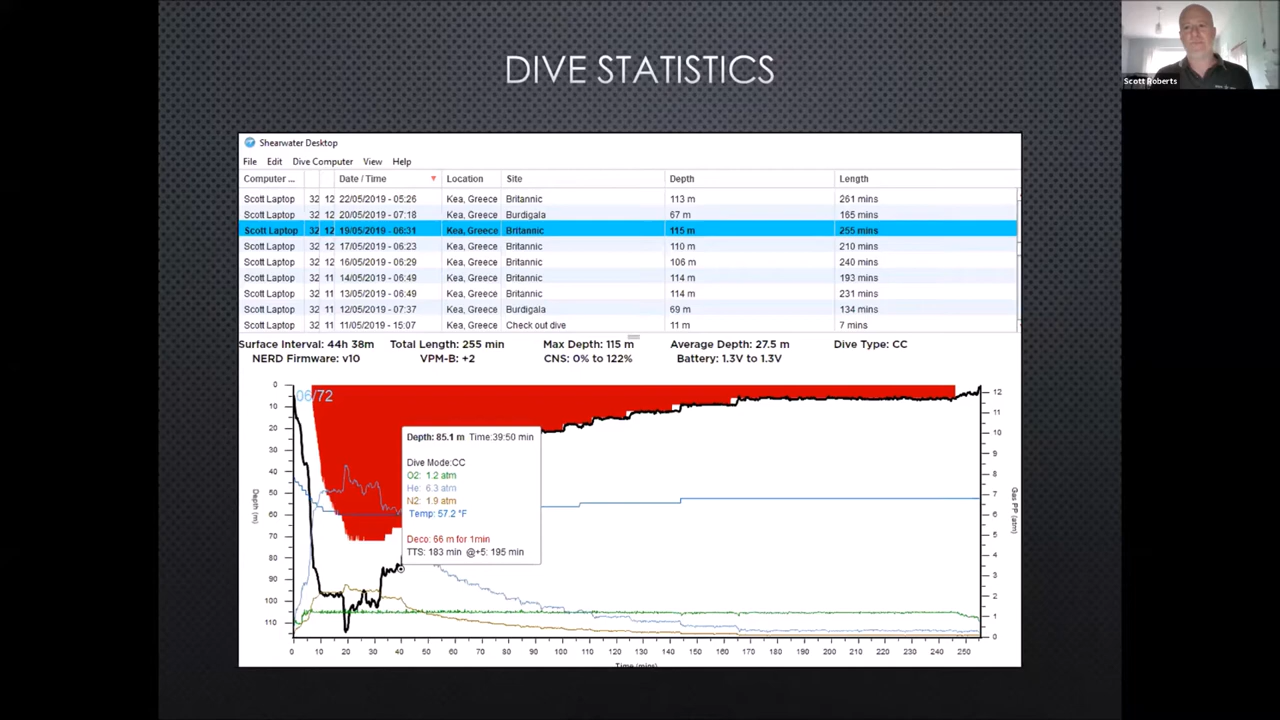 DIVE STATISTICS
Scott Roberts
Shearwater Desktop
File Edit Dive Computer View Help
Computer ... Date / Time Location Site Depth Length
Scott Laptop 32 12 22/05/2019 - 05:26 Kea, Greece Britannic 113 m 261 mins
Scott Laptop 32 12 20/05/2019 - 07:18 Kea, Greece Burdigala 67 m 165 mins
Scott Laptop 32 12 19/05/2019 - 06:31 Kea, Greece Britannic 115 m 255 mins
Scott Laptop 32 12 17/05/2019 - 06:23 Kea, Greece Britannic 110 m 210 mins
Scott Laptop 32 12 16/05/2019 - 06:29 Kea, Greece Britannic 106 m 240 mins
Scott Laptop 32 11 14/05/2019 - 06:49 Kea, Greece Britannic 114 m 193 mins
Scott Laptop 32 11 13/05/2019 - 06:49 Kea, Greece Britannic 114 m 231 mins
Scott Laptop 32 11 12/05/2019 - 07:37 Kea, Greece Burdigala 69 m 134 mins
Scott Laptop 32 11 11/05/2019 - 15:07 Kea, Greece Check out dive 11 m 7 mins
Surface Interval: 44h 38m Total Length: 255 min Max Depth: 115 m Average Depth: 27.5 m Dive Type: CC
NERD Firmware: v10 VPM-B: +2 CNS: 0% to 122% Battery: 1.3V to 1.3V
06/72
Depth: 85.1 m Time:39:50 min
Dive Mode:CC
O2: 1.2 atm
He: 6.3 atm
N2: 1.9 atm
Temp: 57.2 °F
Deco: 66 m for 1min
TTS: 183 min @+5: 195 min
0
10
20
30
40
50
60
70
80
90
100
110
Depth (m)
12
11
10
9
8
7
6
5
4
3
2
1
0
Gas PP (atm)
0 10 20 30 40 50 60 70 80 90 100 110 120 130 140 150 160 170 180 190 200 210 220 230 240 250
Time (mins)